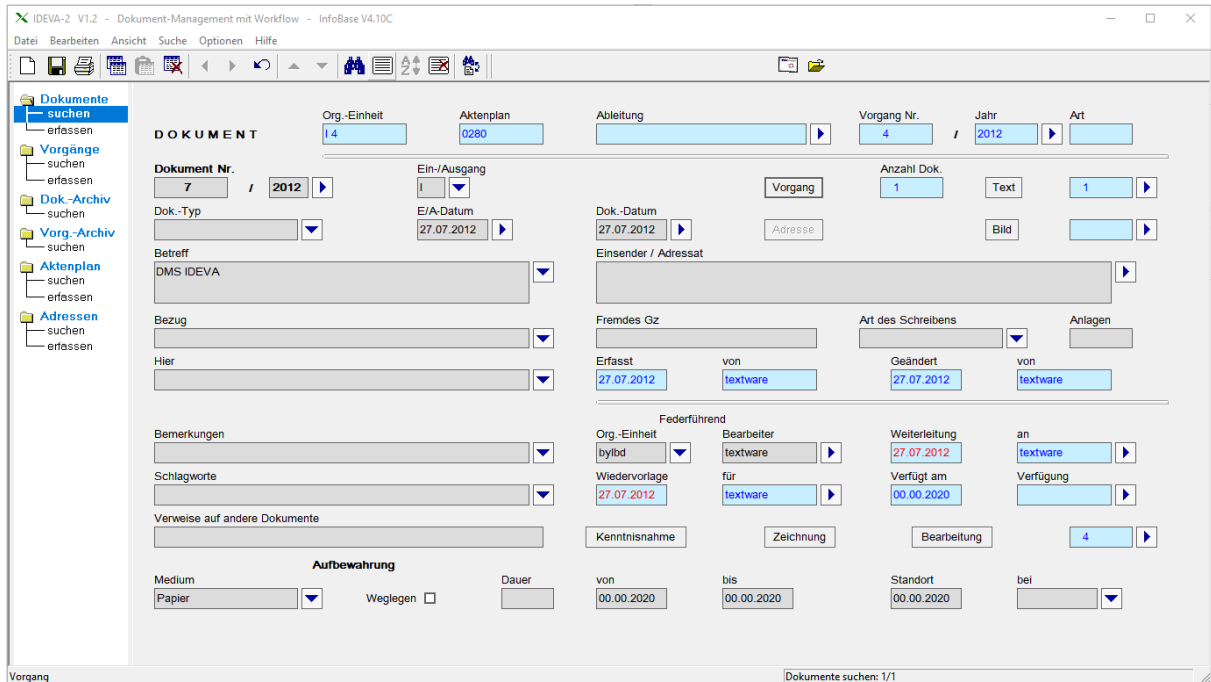 IDEVA-2 V1.2 - Dokument-Management mit Workflow - InfoBase V4.10C
Datei Bearbeiten Ansicht Suche Optionen Hilfe
Dokumente
suchen
erfassen
Vorgänge
suchen
erfassen
Dok.-Archiv
suchen
Vorg.-Archiv
suchen
Aktenplan
suchen
erfassen
Adressen
suchen
erfassen
Org.-Einheit Aktenplan Ableitung Vorgang Nr. Jahr Art
DOKUMENT I 4 0280 4 / 2012
Dokument Nr. Ein-/Ausgang Anzahl Dok.
7 / 2012 I Vorgang 1 Text 1
Dok.-Typ E/A-Datum Dok.-Datum
27.07.2012 27.07.2012 Adresse Bild
Betreff Einsender / Adressat
DMS IDEVA
Bezug Fremdes Gz Art des Schreibens Anlagen
Hier Erfasst von Geändert von
27.07.2012 textware 27.07.2012 textware
Federführend
Bemerkungen Org.-Einheit Bearbeiter Weiterleitung an
bylbd textware 27.07.2012 textware
Schlagworte Wiedervorlage für Verfügt am Verfügung
27.07.2012 textware 00.00.2020
Verweise auf andere Dokumente
Kenntnisnahme Zeichnung Bearbeitung 4
Aufbewahrung
Medium Dauer von bis Standort bei
Papier Weglegen 00.00.2020 00.00.2020 00.00.2020
Vorgang Dokumente suchen: 1/1